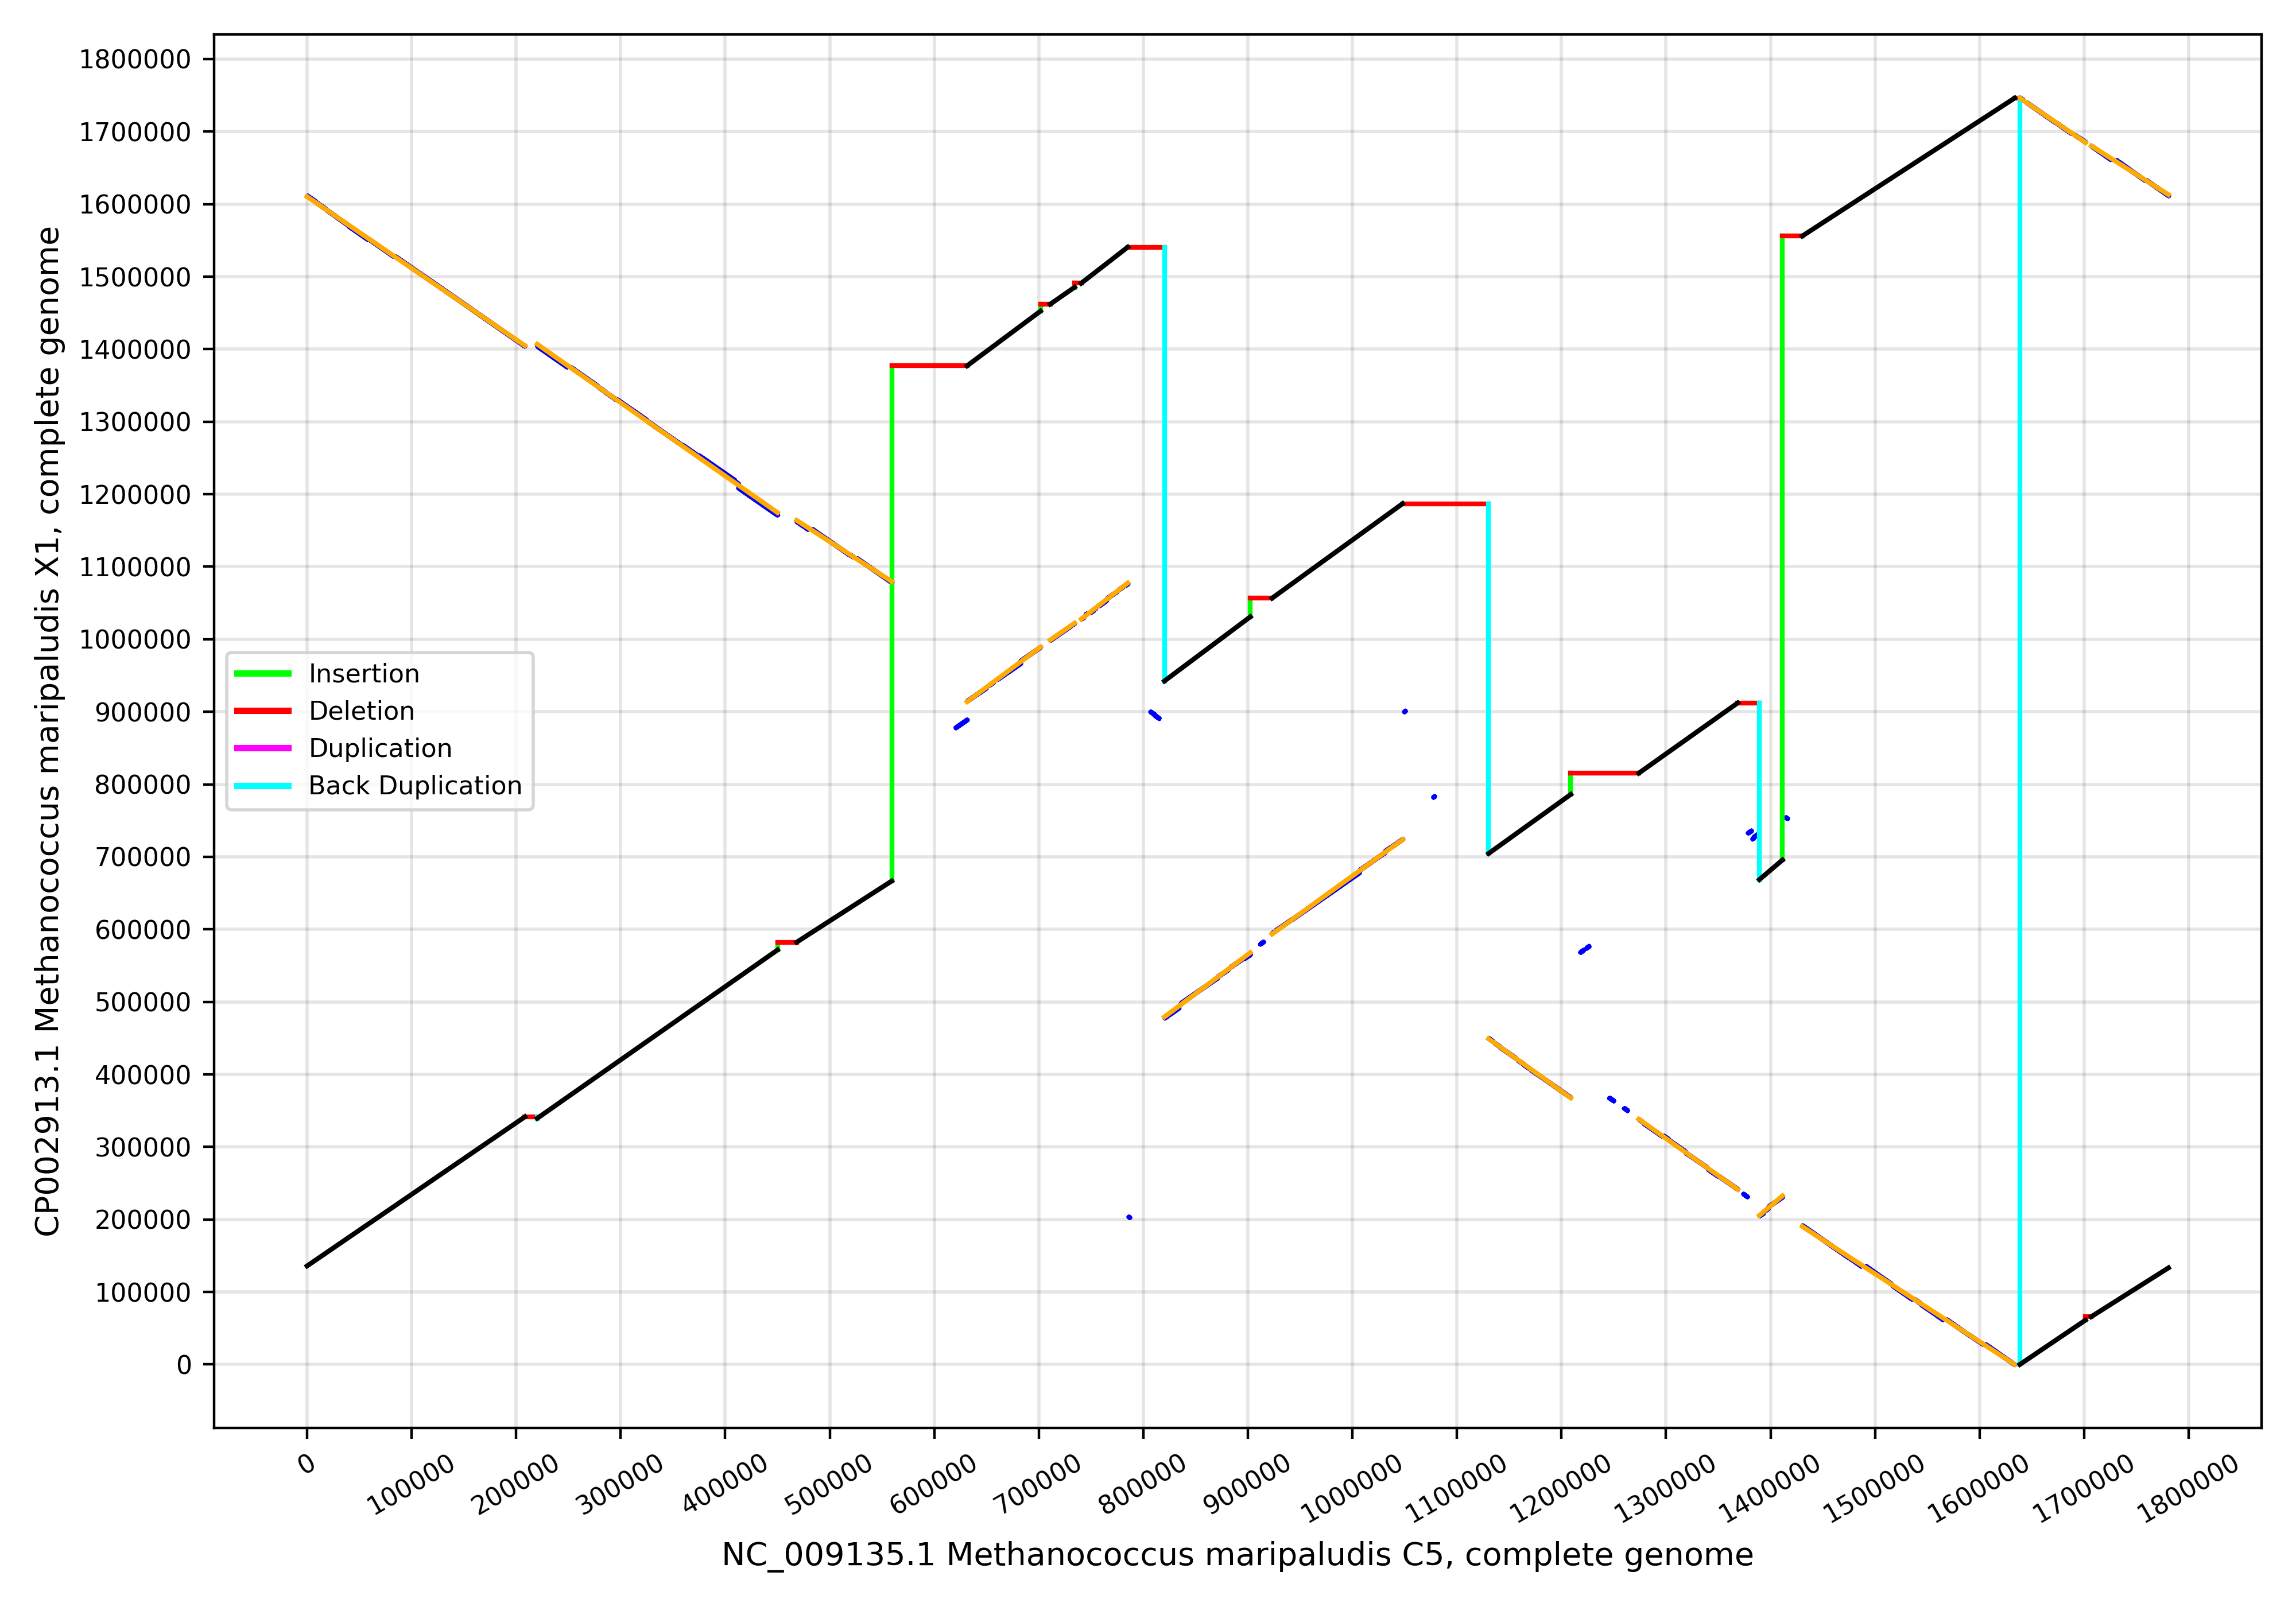 1800000
1700000
1600000
1500000
1400000
1300000
1200000
1100000
1000000
900000
800000
700000
600000
500000
400000
300000
200000
100000
0
CP002913.1 Methanococcus maripaludis X1, complete genome
Insertion
Deletion
Duplication
Back Duplication
0 100000 200000 300000 400000 500000 600000 700000 800000 900000 1000000 1100000 1200000 1300000 1400000 1500000 1600000 1700000 1800000
NC_009135.1 Methanococcus maripaludis C5, complete genome